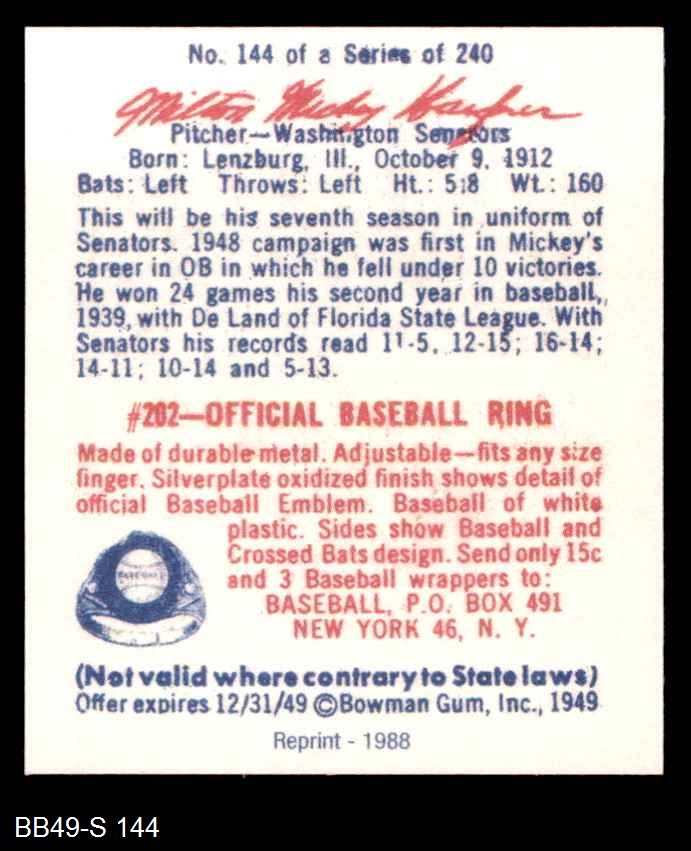 No. 144 of a Series of 240
Milton Mickey Haefner
Pitcher—Washington Senators
Born: Lenzburg, Ill., October 9, 1912
Bats: Left Throws: Left Ht.: 5:8 Wt.: 160
This will be his seventh season in uniform of
Senators. 1948 campaign was first in Mickey's
career in OB in which he fell under 10 victories.
He won 24 games his second year in baseball,
1939, with De Land of Florida State League. With
Senators his records read 11-5, 12-15; 16-14;
14-11; 10-14 and 5-13.
#202—OFFICIAL BASEBALL RING
Made of durable metal. Adjustable—fits any size
finger. Silverplate oxidized finish shows detail of
official Baseball Emblem. Baseball of white
plastic. Sides show Baseball and
Crossed Bats design. Send only 15c
and 3 Baseball wrappers to:
BASEBALL, P.O. BOX 491
NEW YORK 46, N. Y.
(Not valid where contrary to State laws)
Offer expires 12/31/49 ©Bowman Gum, Inc., 1949
Reprint - 1988
BB49-S 144